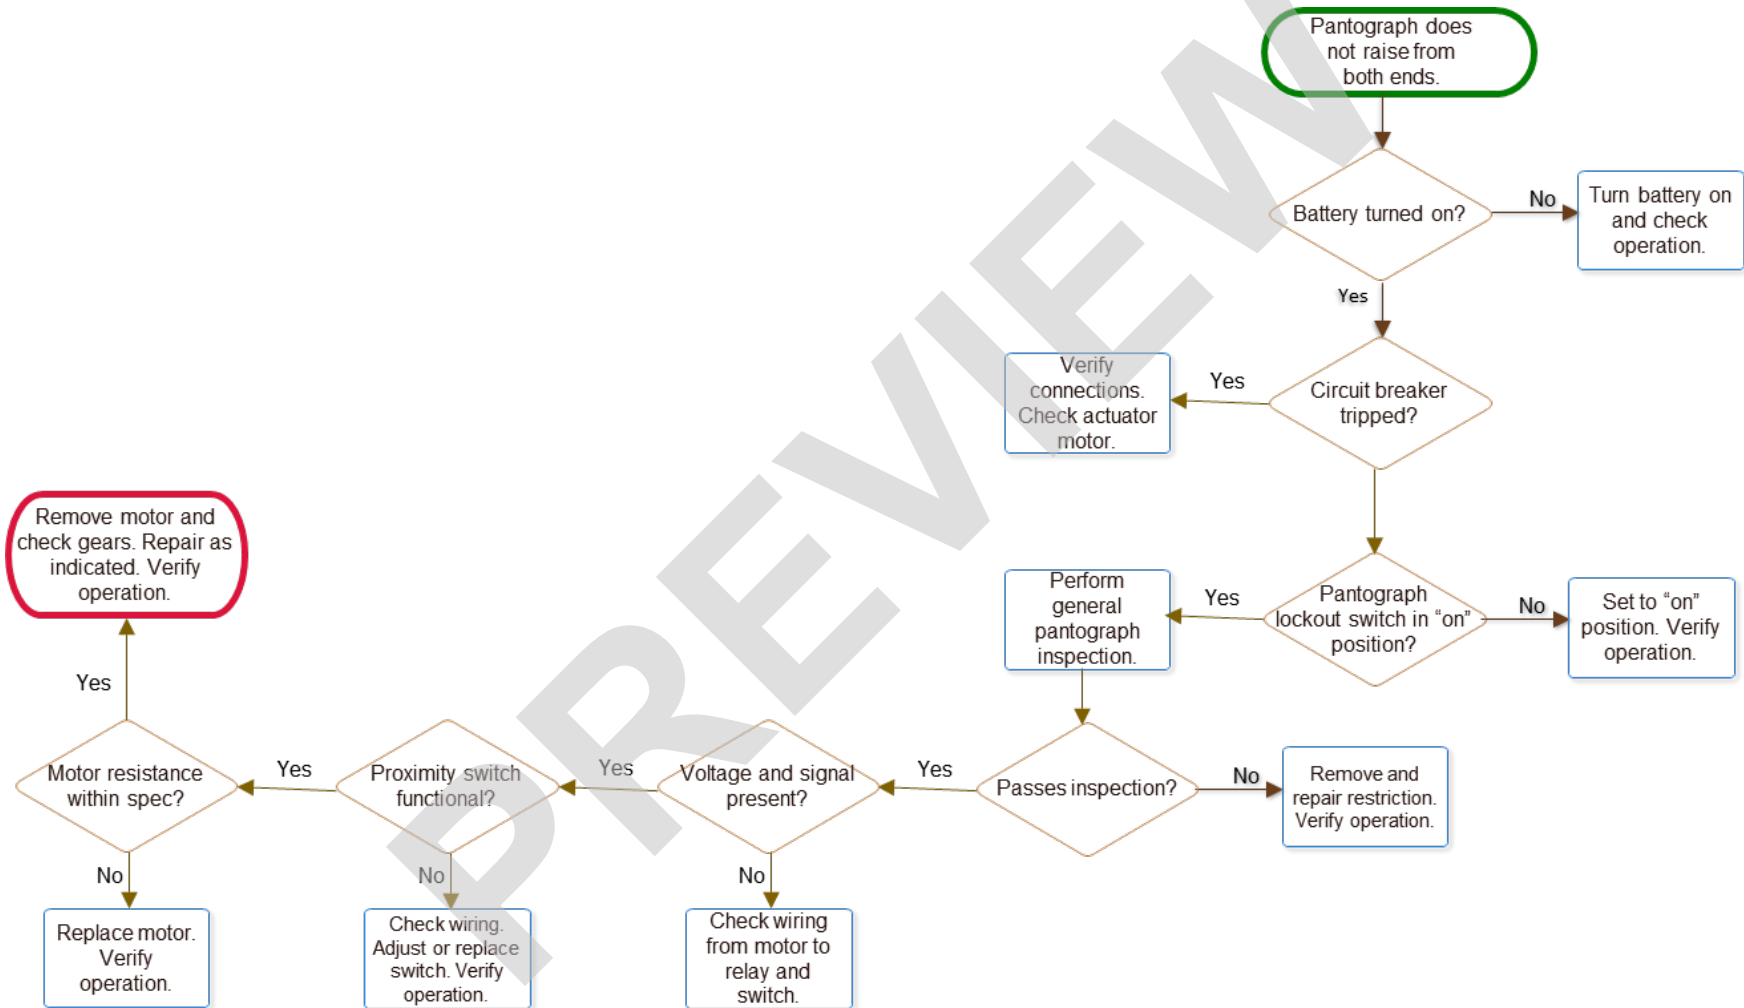 Pantograph does
not raise from
both ends.
Battery turned on?
No
Turn battery on
and check
operation.
Yes
Circuit breaker
tripped?
Yes
Verify
connections.
Check actuator
motor.
Pantograph
lockout switch in “on”
position?
No
Set to “on”
position. Verify
operation.
Yes
Perform
general
pantograph
inspection.
Passes inspection?
No
Remove and
repair restriction.
Verify operation.
Yes
Voltage and signal
present?
No
Check wiring
from motor to
relay and
switch.
Yes
Proximity switch
functional?
No
Check wiring.
Adjust or replace
switch. Verify
operation.
Yes
Motor resistance
within spec?
No
Replace motor.
Verify
operation.
Yes
Remove motor and
check gears. Repair as
indicated. Verify
operation.
PREVIEW